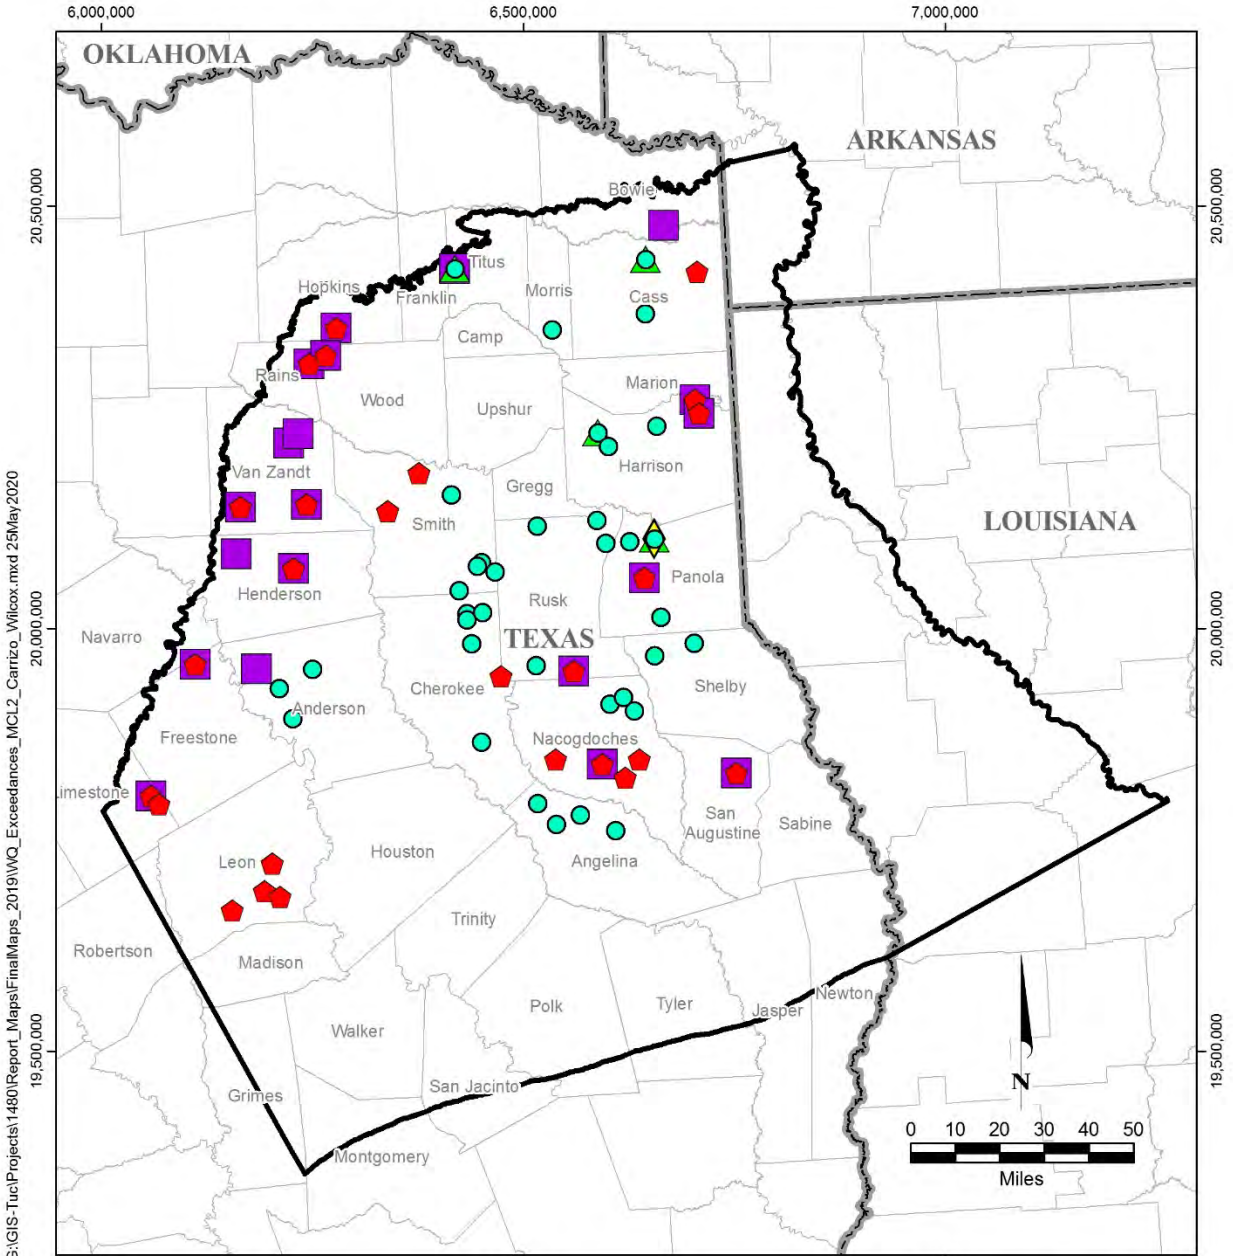 6,000,000
6,500,000
7,000,000
OKLAHOMA
ARKANSAS
Bowie
20,500,000
20,500,000
Titus
Hopkins
Franklin
Morris
Cass
Camp
Rains
Marion
Wood
Upshur
Harrison
Van Zandt
Gregg
Smith
LOUISIANA
Panola
Henderson
Rusk
Navarro
TEXAS
20,000,000
20,000,000
Cherokee
Shelby
Anderson
Freestone
Nacogdoches
Limestone
San
Augustine
Sabine
Houston
Leon
Angelina
Trinity
Robertson
Madison
Polk
Tyler
Newton
Jasper
Walker
19,500,000
19,500,000
San Jacinto
Grimes
Montgomery
N
0 10 20 30 40 50
Miles
G:\GIS-Tuc\Projects\1480\Report_Maps\FinalMaps_2019\WQ_Exceedances_MCL2_Carrizo_Wilcox.mxd 25May2020